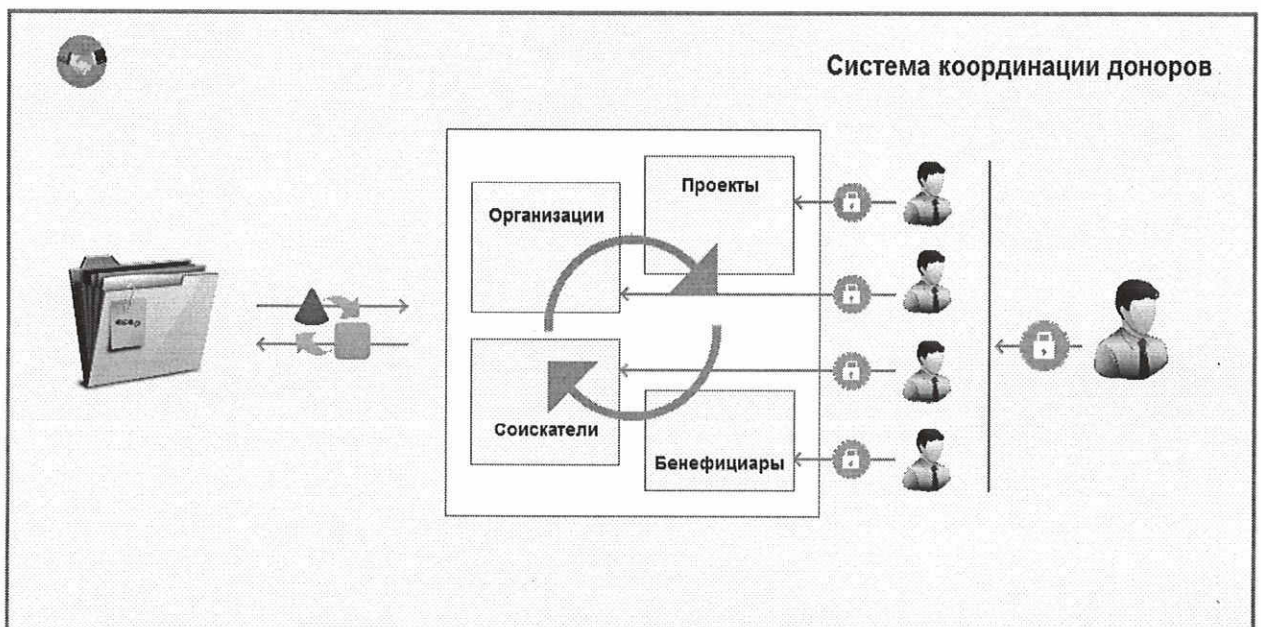 Система координации доноров
Проекты
Организации
Соискатели
Бенефициары